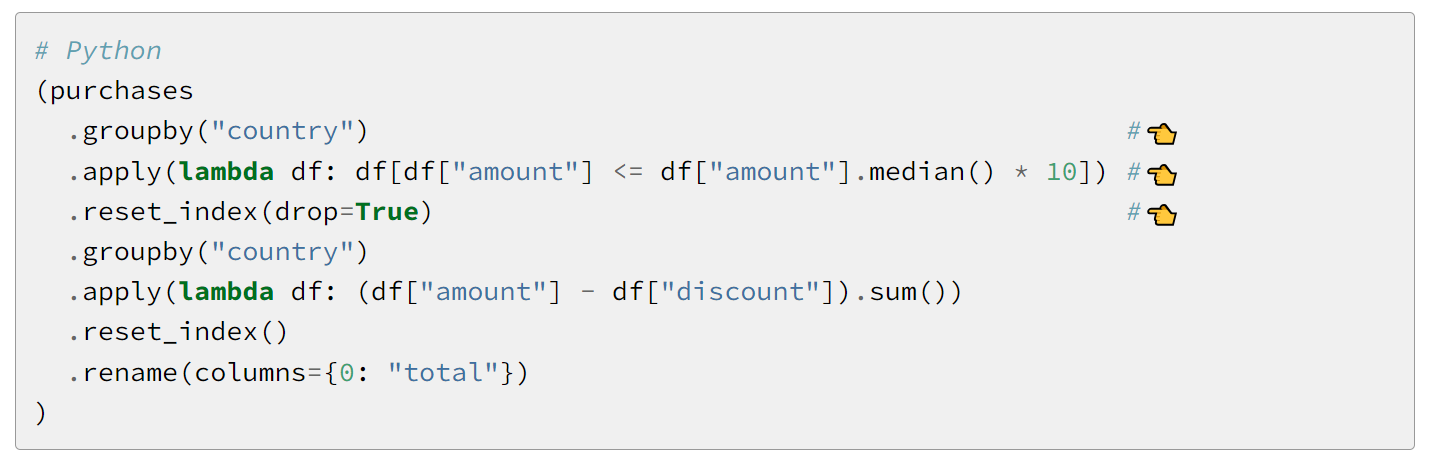 # Python
(purchases
  .groupby("country")                                                #👈
  .apply(lambda df: df[df["amount"] <= df["amount"].median() * 10]) #👈
  .reset_index(drop=True)                                            #👈
  .groupby("country")
  .apply(lambda df: (df["amount"] - df["discount"]).sum())
  .reset_index()
  .rename(columns={0: "total"})
)